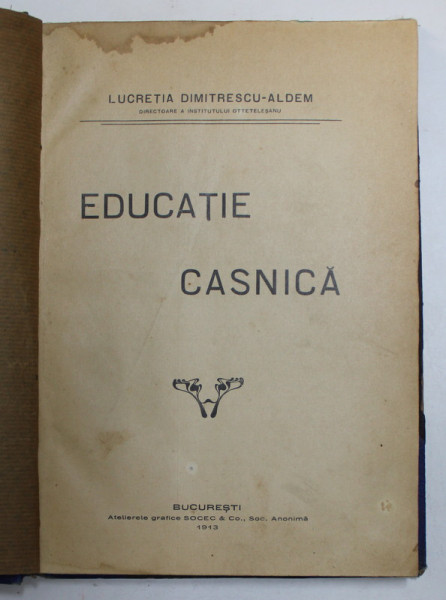 LUCREȚIA DIMITRESCU-ALDEM
DIRECTOARE A INSTITUTULUI OTTETELEȘANU
EDUCAȚIE
CASNICĂ
BUCUREȘTI
Atelierele grafice SOCEC & Co., Soc. Anonimă
1913